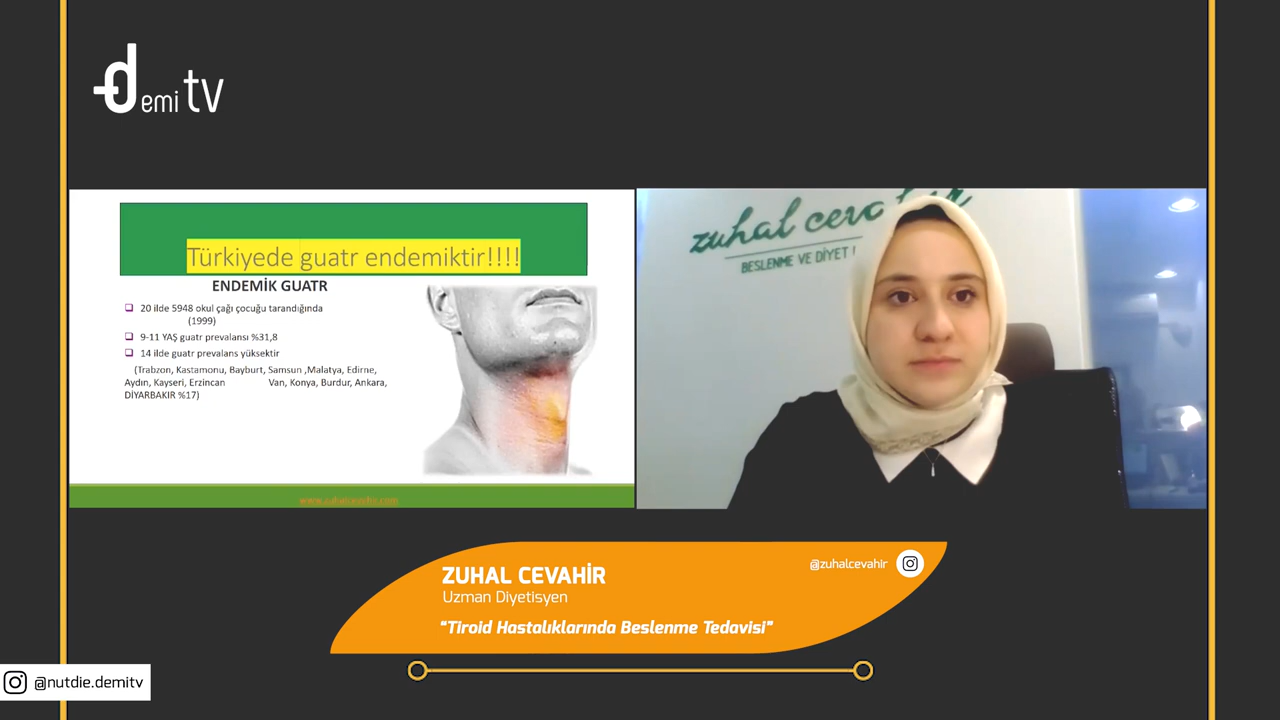 demi tv
Türkiyede guatr endemiktir!!!!
ENDEMİK GUATR
20 ilde 5948 okul çağı çocuğu tarandığında
(1999)
9-11 YAŞ guatr prevalansı %31,8
14 ilde guatr prevalans yüksektir
(Trabzon, Kastamonu, Bayburt, Samsun ,Malatya, Edirne,
Aydın, Kayseri, Erzincan Van, Konya, Burdur, Ankara,
DİYARBAKIR %17)
www.zuhalcevahir.com
zuhal
BESLENME VE DİYET
ZUHAL CEVAHİR
Uzman Diyetisyen
@zuhalcevahir
“Tiroid Hastalıklarında Beslenme Tedavisi”
@nutdie.demitv